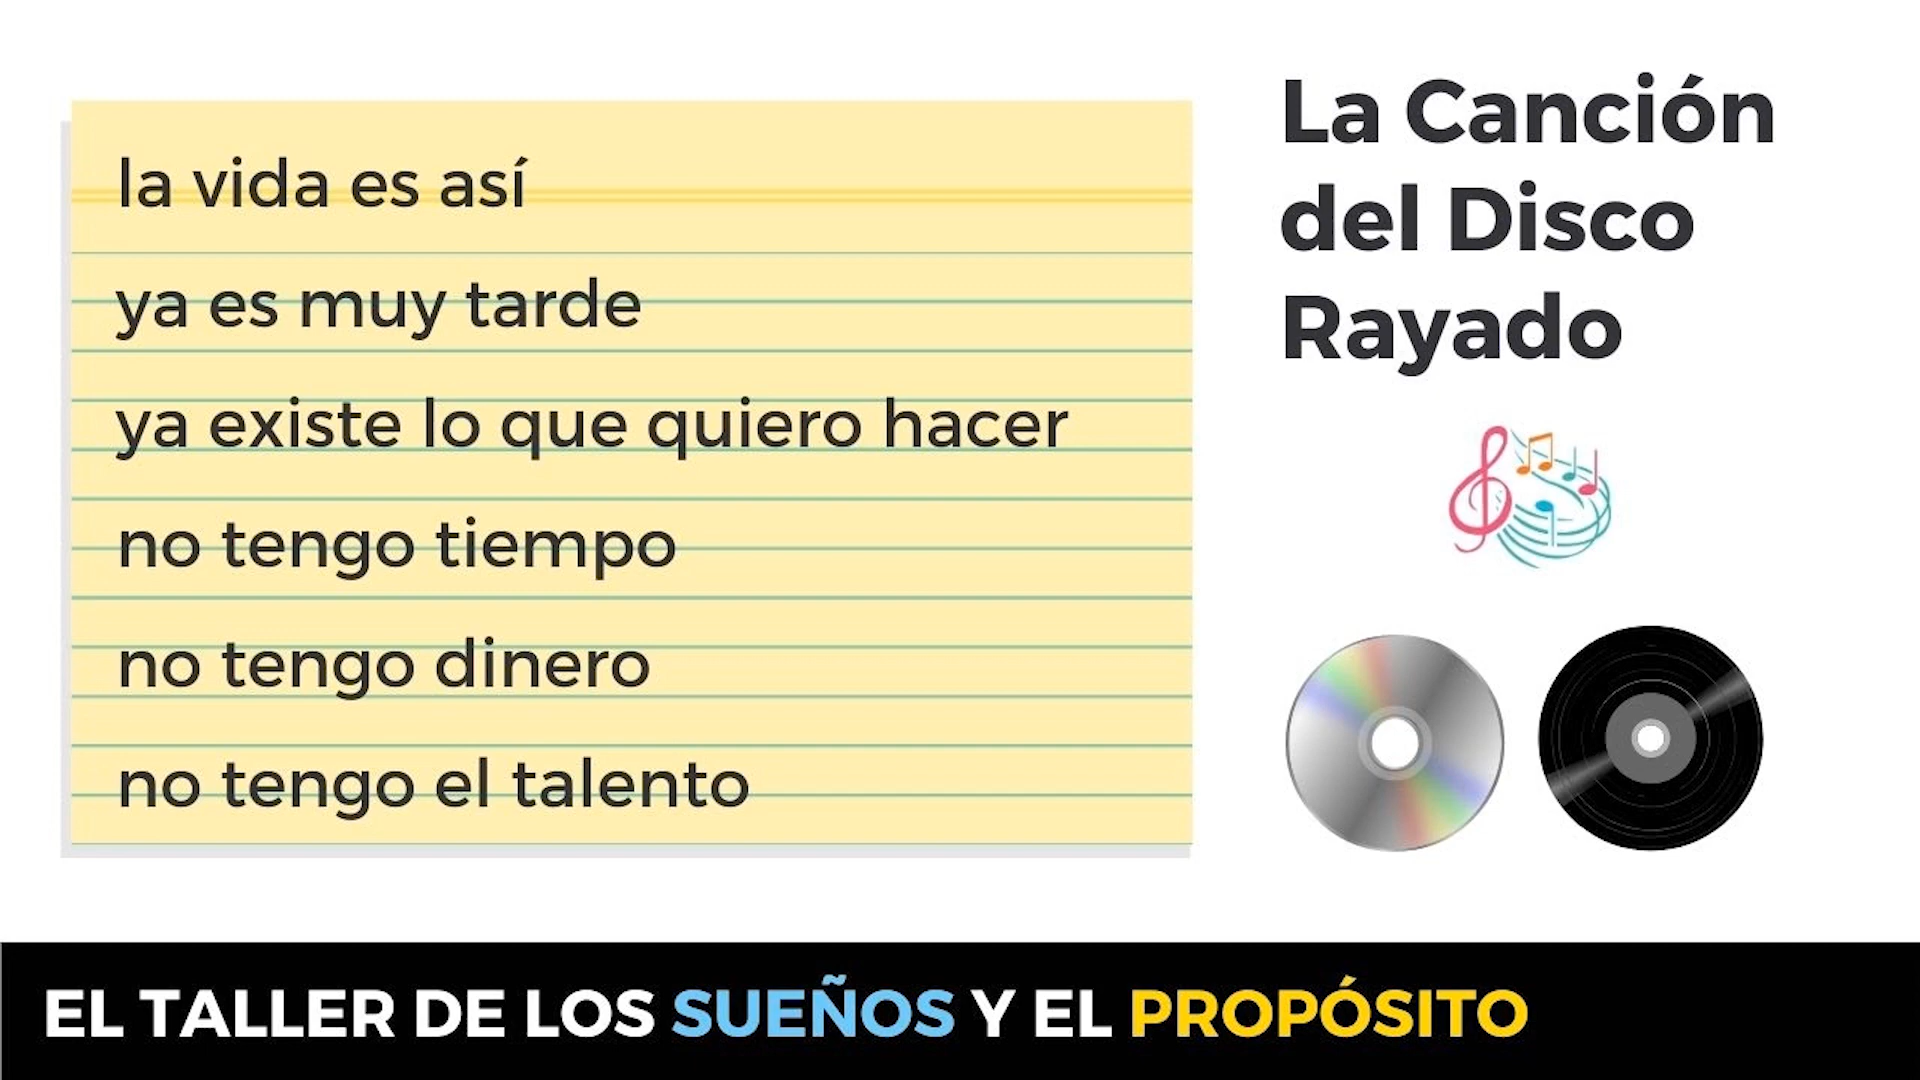 la vida es así
ya es muy tarde
ya existe lo que quiero hacer
no tengo tiempo
no tengo dinero
no tengo el talento
La Canción
del Disco
Rayado
EL TALLER DE LOS SUEÑOS Y EL PROPÓSITO